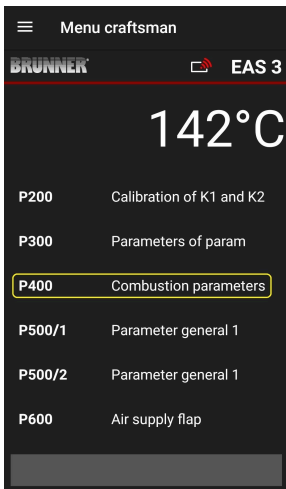 Menu craftsman
BRUNNER EAS 3
142°C
P200 Calibration of K1 and K2
P300 Parameters of param
P400 Combustion parameters
P500/1 Parameter general 1
P500/2 Parameter general 1
P600 Air supply flap